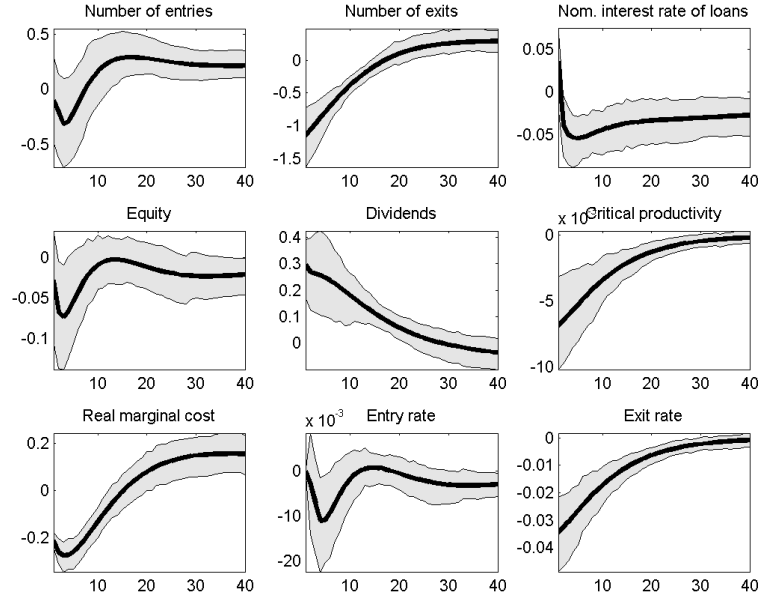 Number of entries
0.5
0
-0.5
10 20 30 40
Number of exits
0
-0.5
-1
-1.5
10 20 30 40
Nom. interest rate of loans
0.05
0
-0.05
10 20 30 40
Equity
0
-0.05
-0.1
10 20 30 40
Dividends
0.4
0.3
0.2
0.1
0
10 20 30 40
Critical productivity
x 10
0
-5
-10
10 20 30 40
Real marginal cost
0.2
0
-0.2
10 20 30 40
Entry rate
x 10-3
0
-10
-20
10 20 30 40
Exit rate
0
-0.01
-0.02
-0.03
-0.04
10 20 30 40